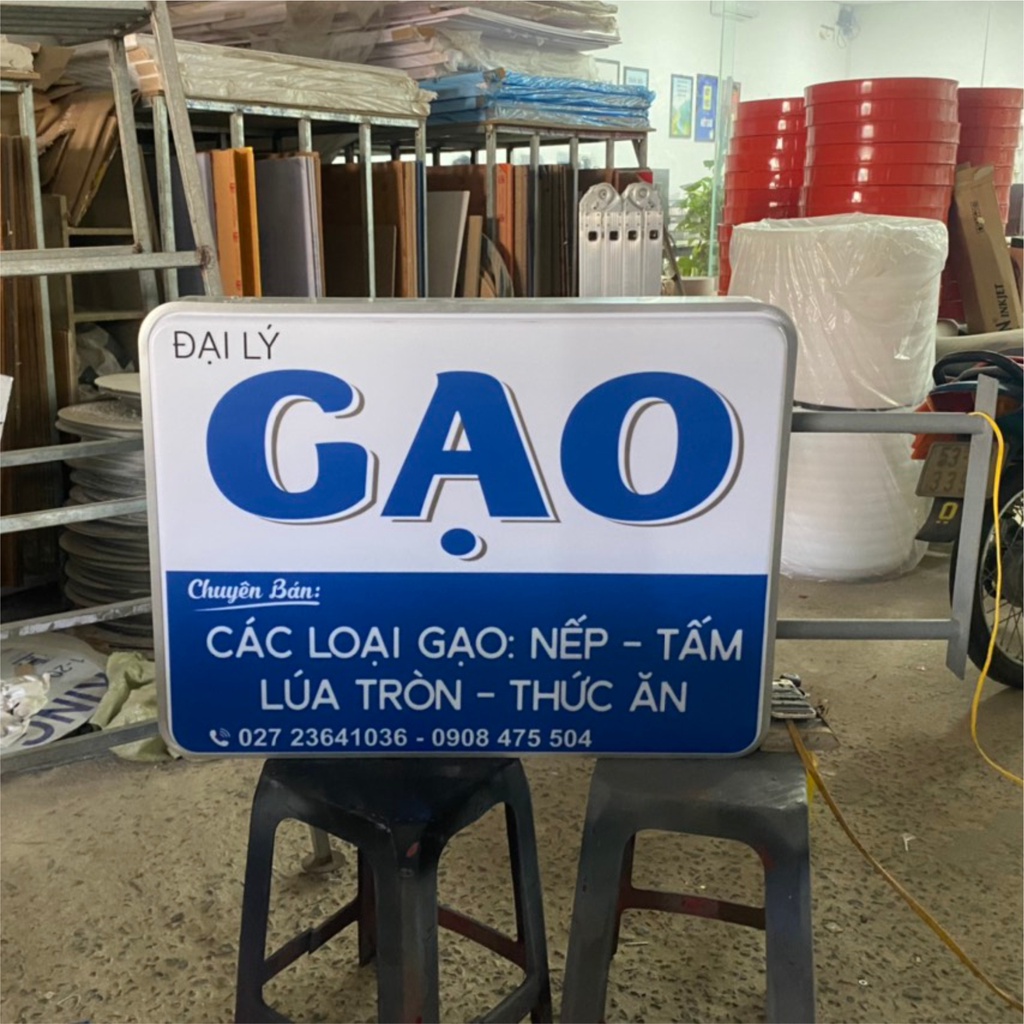 ĐẠI LÝ
GẠO
Chuyên Bán:
CÁC LOẠI GẠO: NẾP - TẤM
LÚA TRÒN - THỨC ĂN
027 23641036 - 0908 475 504
INKJET